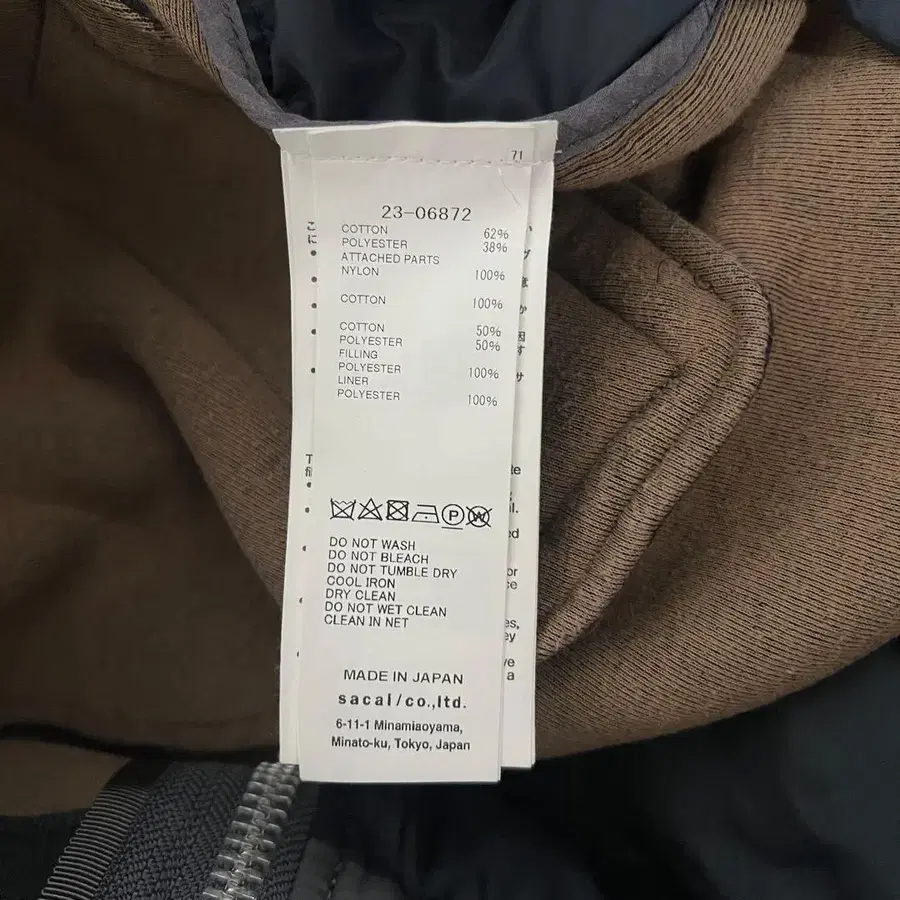 71
23-06872
COTTON 62%
POLYESTER 38%
ATTACHED PARTS
NYLON 100%
COTTON 100%
COTTON 50%
POLYESTER 50%
FILLING
POLYESTER 100%
LINER
POLYESTER 100%
P W
DO NOT WASH
DO NOT BLEACH
DO NOT TUMBLE DRY
COOL IRON
DRY CLEAN
DO NOT WET CLEAN
CLEAN IN NET
MADE IN JAPAN
sacai/co.,ltd.
6-11-1 Minamiaoyama,
Minato-ku, Tokyo, Japan